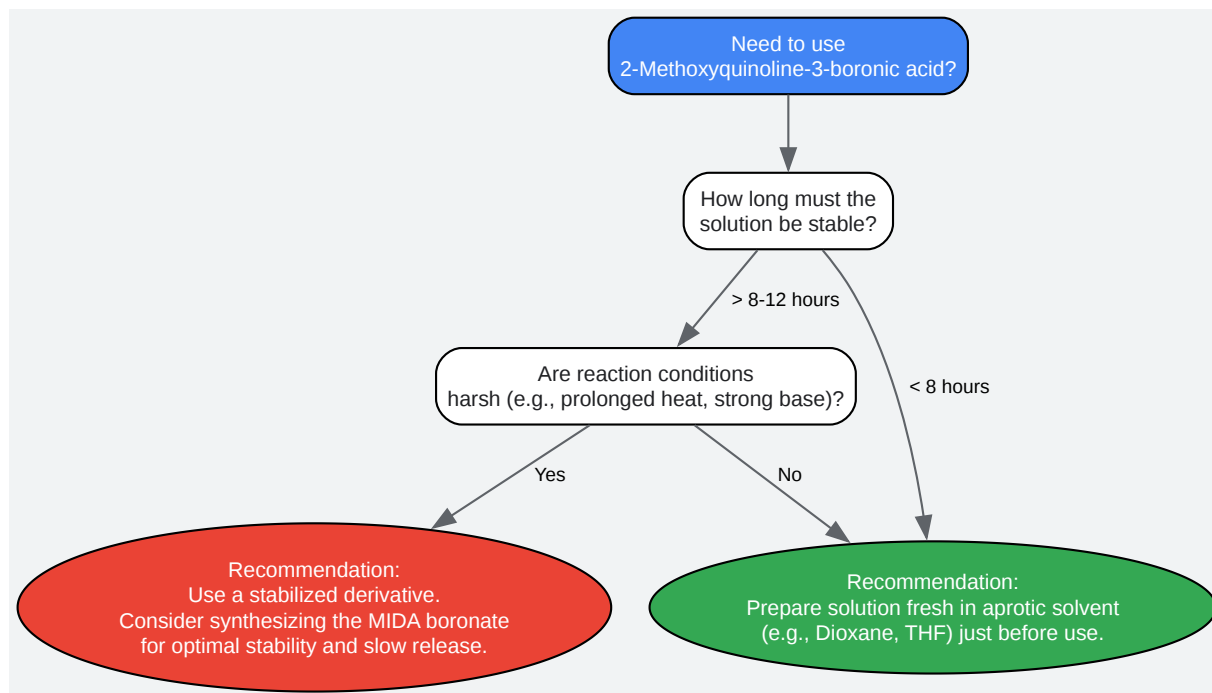 Need to use
2-Methoxyquinoline-3-boronic acid?
How long must the
solution be stable?
> 8-12 hours
Are reaction conditions
harsh (e.g., prolonged heat, strong base)?
< 8 hours
Yes
No
Recommendation:
Use a stabilized derivative.
Consider synthesizing the MIDA boronate
for optimal stability and slow release.
Recommendation:
Prepare solution fresh in aprotic solvent
(e.g., Dioxane, THF) just before use.